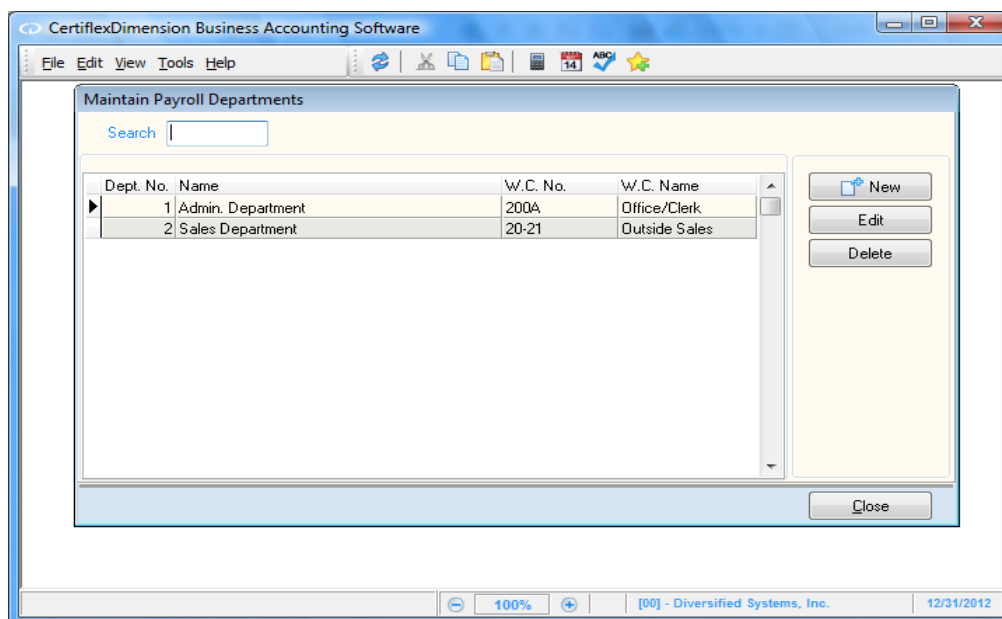 CertiflexDimension Business Accounting Software
File Edit View Tools Help
14
ABC
Maintain Payroll Departments
Search
Dept. No. Name W.C. No. W.C. Name
1 Admin. Department 200A Office/Clerk
2 Sales Department 20-21 Outside Sales
New
Edit
Delete
Close
100% [00] - Diversified Systems, Inc. 12/31/2012